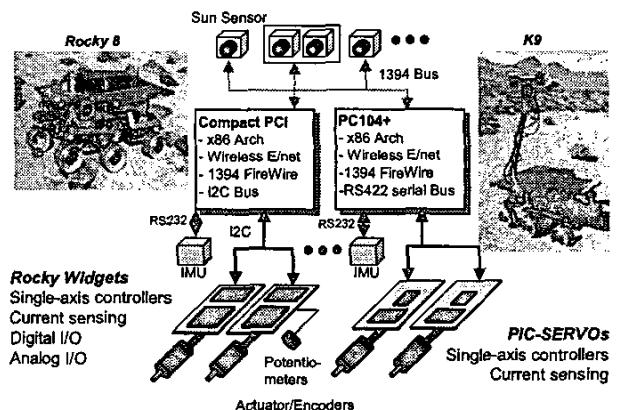 Sun Sensor
Rocky 8
K9
1394 Bus
Compact PCI
- x86 Arch
- Wireless E/net
- 1394 FireWire
- I2C Bus
PC104+
- x86 Arch
- Wireless E/net
-1394 FireWire
-RS422 serial Bus
RS232
I2C
RS232
IMU
IMU
Rocky Widgets
Single-axis controllers
Current sensing
Digital I/O
Analog I/O
Potentio-
meters
PIC-SERVOs
Single-axis controllers
Current sensing
Actuator/Encoders